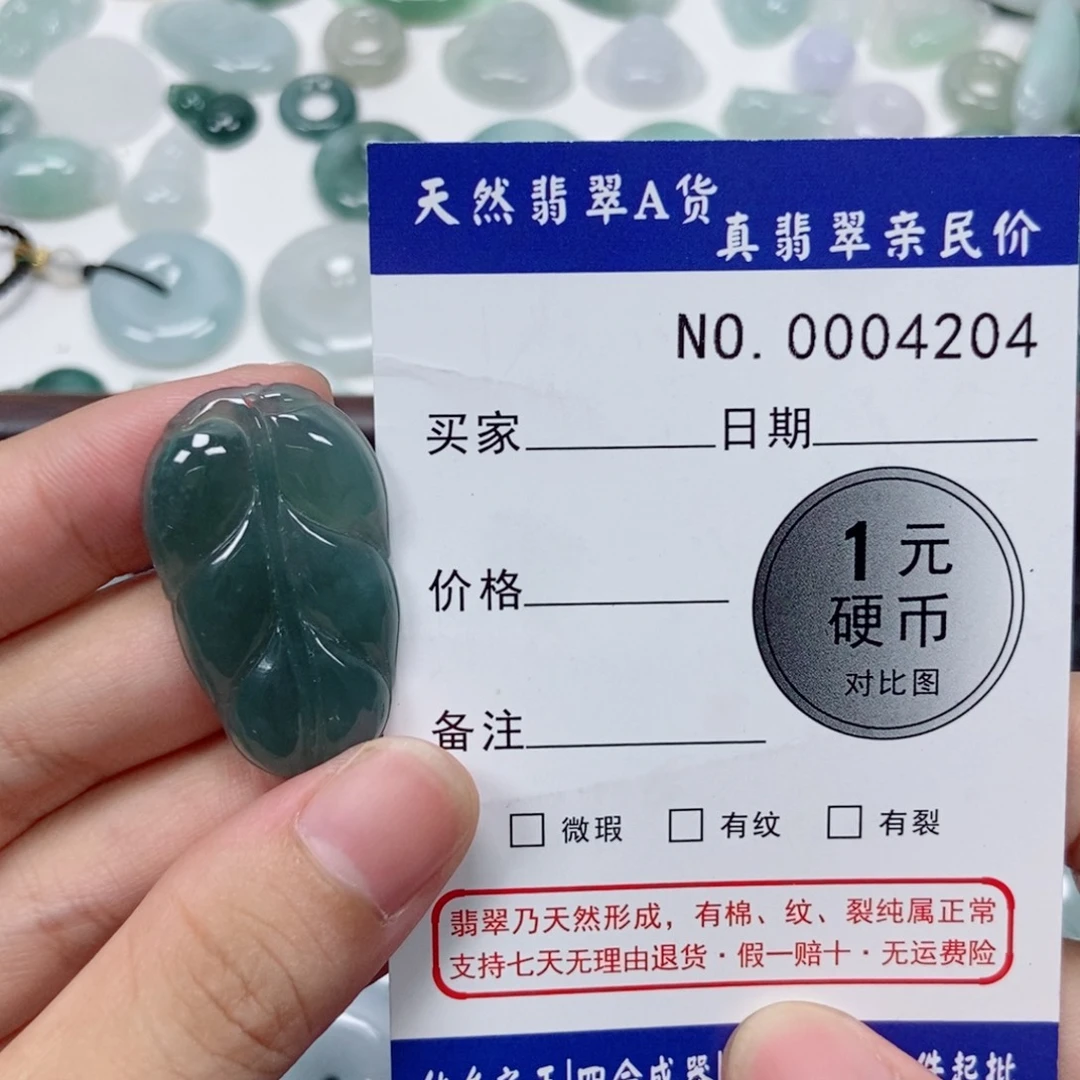 天然翡翠A货
真翡翠亲民价
NO. 0004204
买家 日期
1元
硬币
对比图
价格
备注
微瑕 有纹 有裂
翡翠乃天然形成，有棉、纹、裂纯属正常
支持七天无理由退货·假一赔十·无运费险